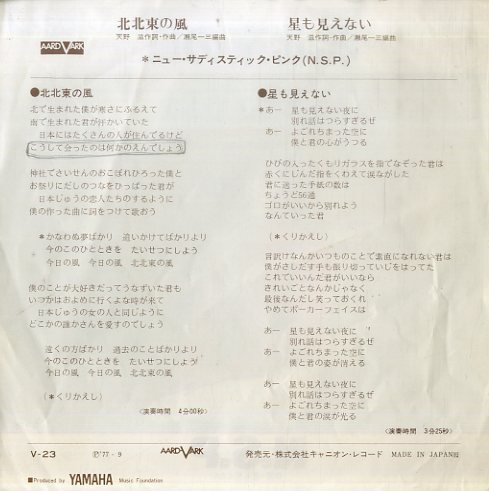 北北東の風
天野 滋作詞・作曲/瀬尾一三編曲
星も見えない
天野 滋作詞・作曲/瀬尾一三編曲
AARDVARK
*ニュー・サディスティック・ピンク(N.S.P.)
●北北東の風
北で生まれた僕が寒さにふるえて
南で生まれた君が汗かいていた
日本にはたくさんの人が住んでるけど
こうして会ったのは何かのえんでしょう
神社でさいせんのおこぼれひろった僕と
お祭りにだしのつなをひっぱった君が
日本じゅうの恋人たちのするように
僕の作った曲に詞をつけて歌おう
*かなわぬ夢ばかり 追いかけてばかりより
今のこのひとときを たいせつにしよう
今日の風 今日の風 北北東の風
僕のことが大好きだってうなずいた君も
いつかはおよめに行くよな時が来て
日本じゅうの女の人と同じように
どこかの誰かさんを愛すのでしょう
遠くの方ばかり 過去のことばかりより
今のこのひとときを たいせつにしよう
今日の風 今日の風 北北東の風
(*くりかえし)
〈演奏時間 4分00秒〉
●星も見えない
*あー 星も見えない夜に
別れ話はつらすぎるぜ
あー よごれちまった空に
僕と君の心がうつる
ひびの入ったくもりガラスを指でなぞった君は
赤くにじんだ指をくわえて涙ながした
君に送った手紙の数は
ちょうど56通
ゴロがいいから別れよう
なんていった君
(*くりかえし)
言訳けなんかいつものことで素直になれない君は
僕がさしだす手も振り切っていじをはってた
これでいいんだ君がいいなら
きれいごとなんかじゃなく
最後なんだし笑っておくれ
やめてポーカーフェイスは
あー 星も見えない夜に
別れ話はつらすぎるぜ
あー よごれちまった空に
僕と君の姿が消える
あー 星も見えない夜に
別れ話はつらすぎるぜ
あー よごれちまった空に
僕と君の涙が光る
〈演奏時間 3分25秒〉
V-23
Ⓟ'77・9
AARDVARK
発売元・株式会社キャニオン・レコード MADE IN JAPAN
■Produced by YAMAHA Music Foundation